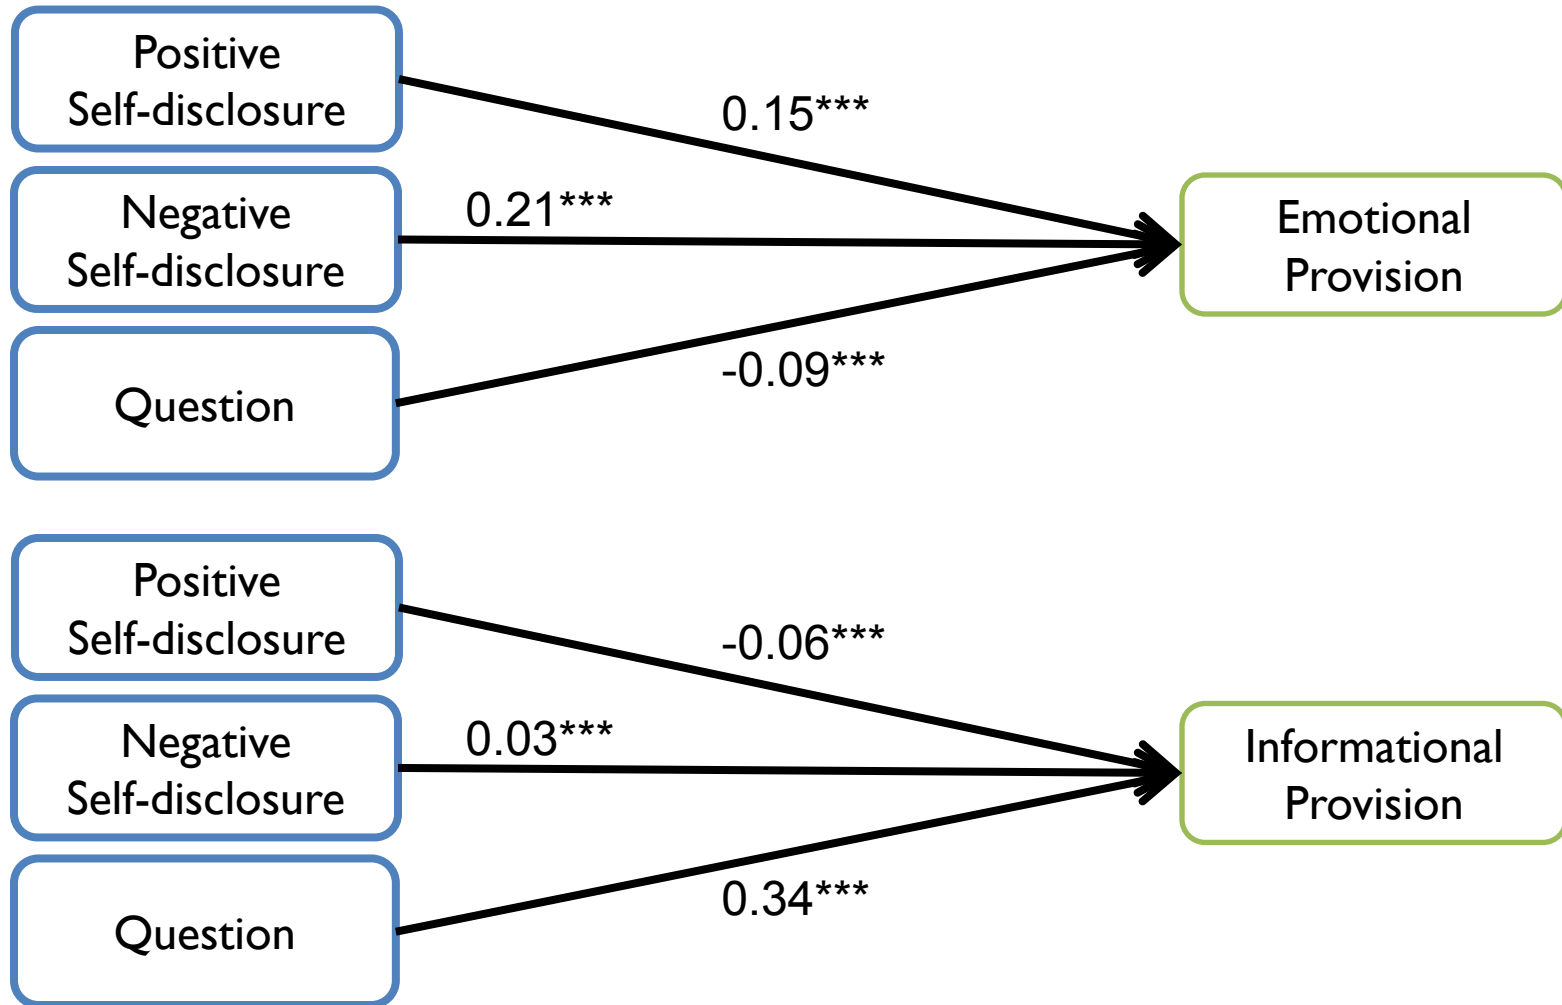 Positive
Self-disclosure
0.15***
Negative
Self-disclosure
0.21***
Emotional
Provision
Question
-0.09***
Positive
Self-disclosure
-0.06***
Negative
Self-disclosure
0.03***
Informational
Provision
Question
0.34***